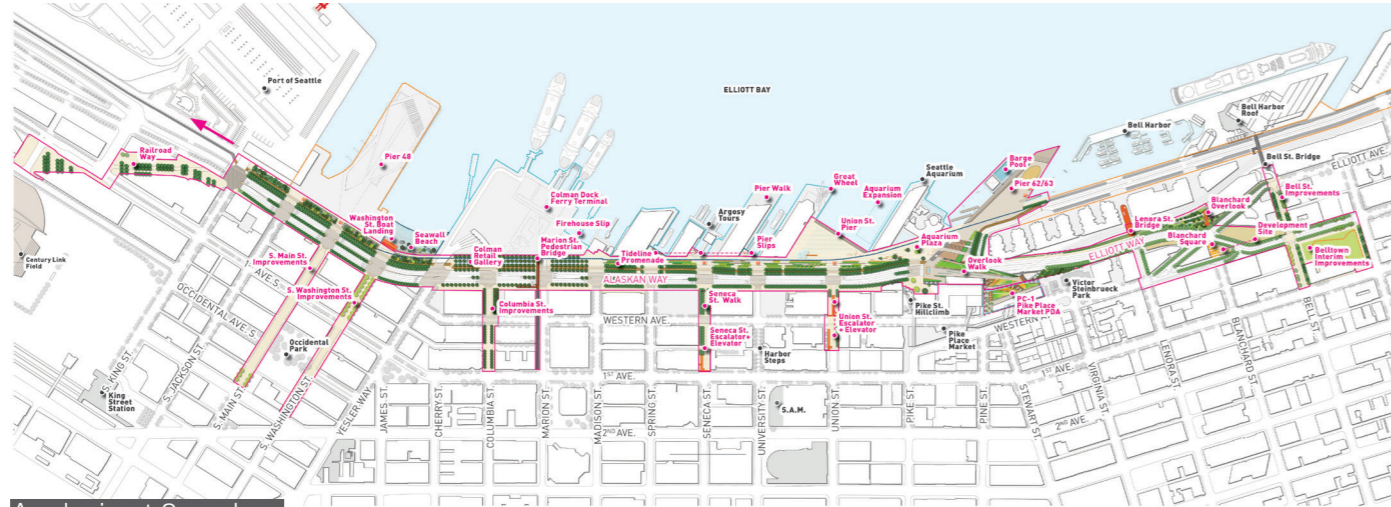 Port of Seattle
ELLIOTT BAY
Bell Harbor
Roof
Bell Harbor
Bell St. Bridge
ELLIOTT AVE.
Railroad
Way
Pier 48
Barge
Pool
Seattle
Aquarium
Great
Wheel
Pier Walk
Aquarium
Expansion
Pier 62/63
Bell St.
Improvements
Colman Dock
Ferry Terminal
Blanchard
Overlook
Washington
St. Boat
Landing
Argosy
Tours
Firehouse Slip
Union St.
Pier
Lenora St.
Bridge
Development
Site
Seawall
Beach
Marion St.
Pedestrian
Bridge
Pier
Slips
Aquarium
Plaza
Blanchard
Square
Colman
Retail
Gallery
Tideline
Promenade
ELLIOTT WAY
Belltown
Interim
Improvements
Century Link
Field
S. Main St.
Improvements
Overlook
Walk
ALASKAN WAY
1ST AVE. S.
S. Washington St.
Improvements
Victor
Steinbrueck
Park
OCCIDENTAL AVE. S.
Columbia St.
Improvements
Seneca
St. Walk
Pike St.
Hillclimb
PC-1
Pike Place
Market PDA
WESTERN AVE.
Union St.
Escalator
+ Elevator
WESTERN
BELL ST.
Seneca St.
Escalator+
Elevator
Pike
Place
Market
Occidental
Park
Harbor
Steps
BLANCHARD ST.
LENORA ST.
VIRGINIA ST.
1ST AVE.
1ST AVE.
King
Street
Station
S. KING ST.
S. JACKSON ST.
S. MAIN ST.
S. WASHINGTON ST.
YESLER WAY
JAMES ST.
CHERRY ST.
COLUMBIA ST.
MARION ST.
MADISON ST.
SPRING ST.
SENECA ST.
UNIVERSITY ST.
S.A.M.
UNION ST.
PIKE ST.
PINE ST.
STEWART ST.
2ND AVE.
2ND AVE.